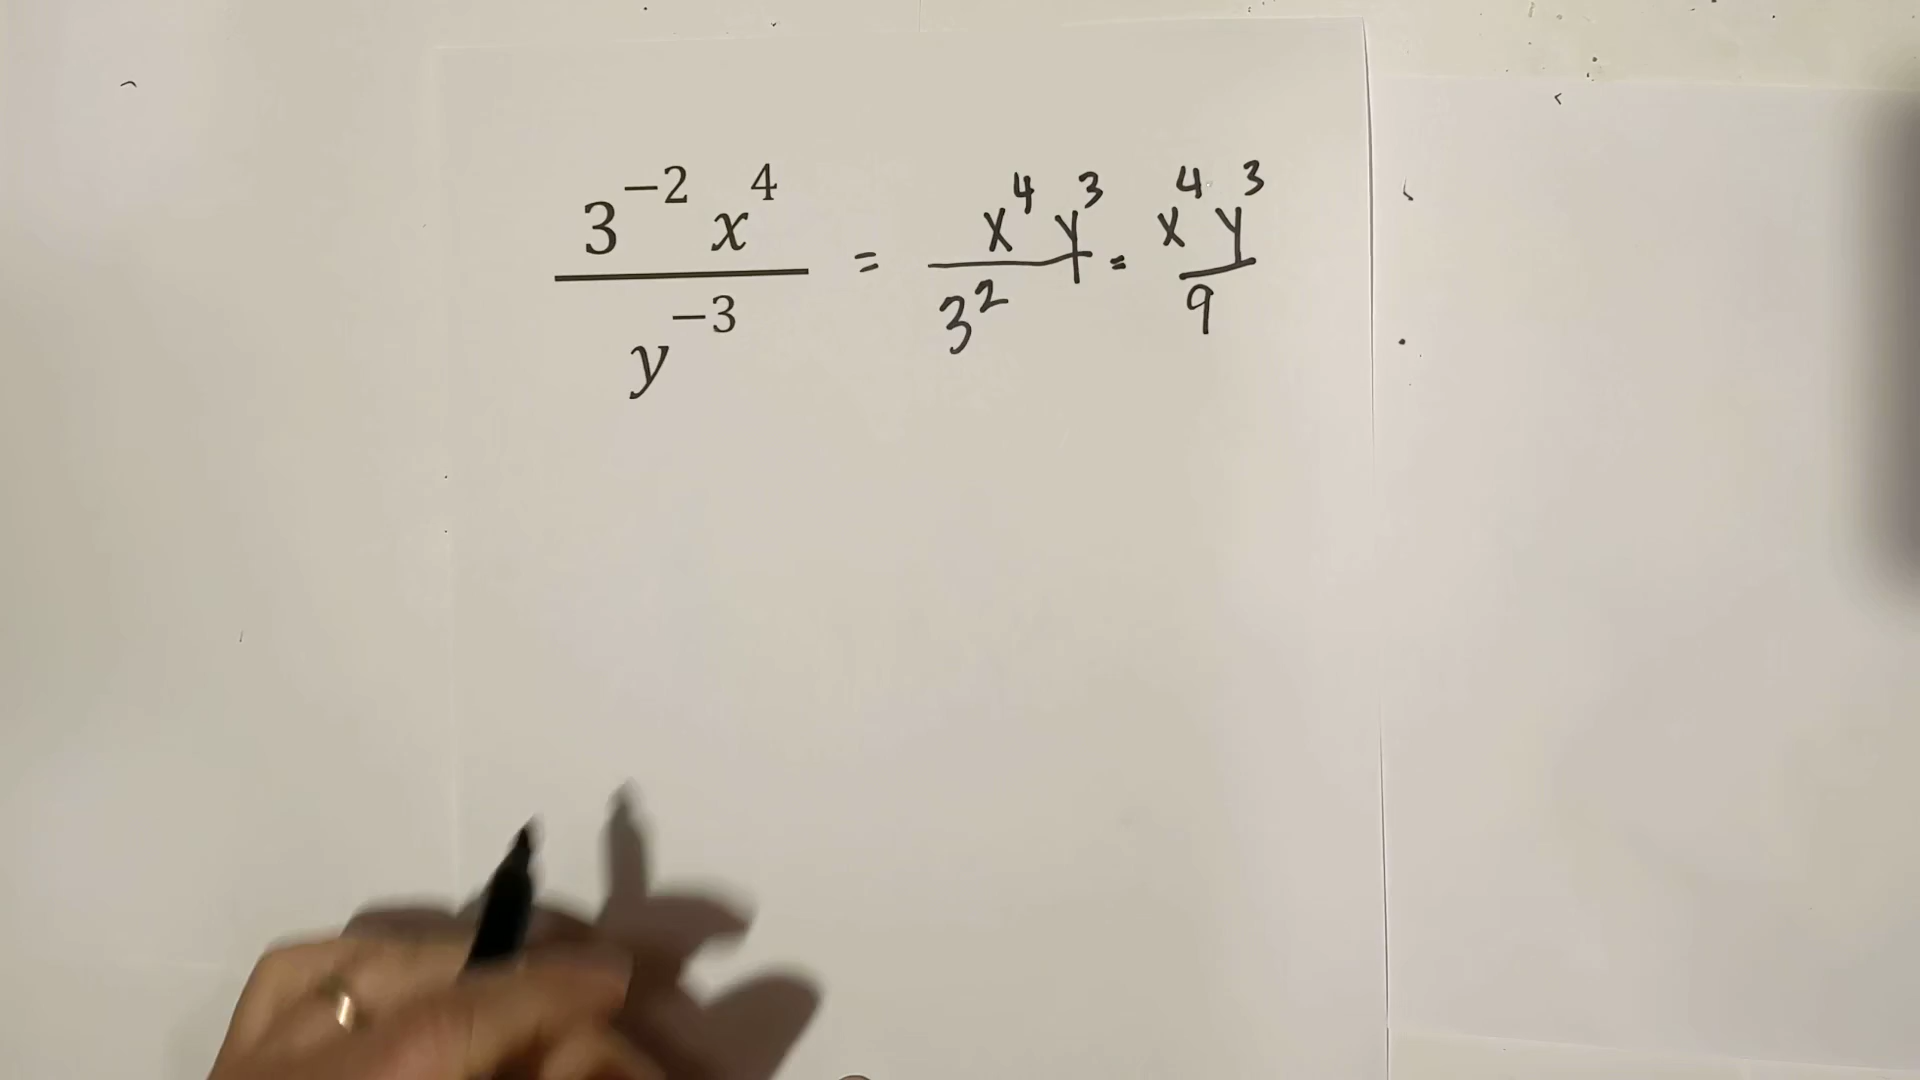 3^{-2} x^4 / y^{-3} = x^4 y^3 / 3^2 = x^4 y^3 / 9